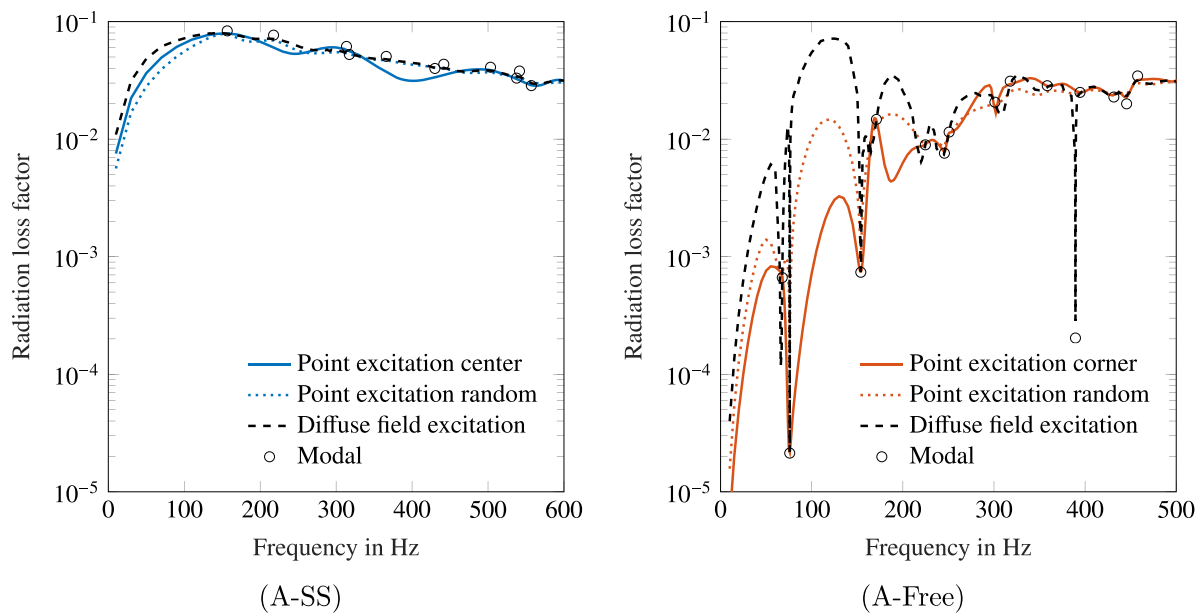 10−1
10−2
10−3
10−4
10−5
Radiation loss factor
Point excitation center
Point excitation random
Diffuse field excitation
Modal
0 100 200 300 400 500 600
Frequency in Hz
(A-SS)
10−1
10−2
10−3
10−4
10−5
Radiation loss factor
Point excitation corner
Point excitation random
Diffuse field excitation
Modal
0 100 200 300 400 500
Frequency in Hz
(A-Free)